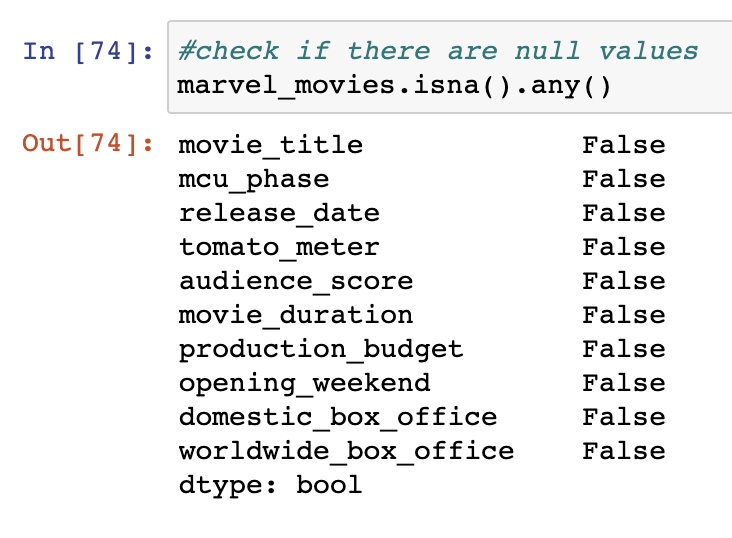 In [74]: #check if there are null values
marvel_movies.isna().any()
Out[74]: movie_title False
mcu_phase False
release_date False
tomato_meter False
audience_score False
movie_duration False
production_budget False
opening_weekend False
domestic_box_office False
worldwide_box_office False
dtype: bool